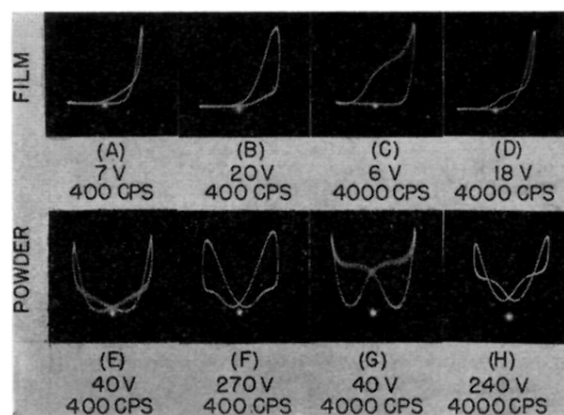 FILM
(A) (B) (C) (D)
7 V 20 V 6 V 18 V
400 CPS 400 CPS 4000 CPS 4000 CPS
POWDER
(E) (F) (G) (H)
40 V 270 V 40 V 240 V
400 CPS 400 CPS 4000 CPS 4000 CPS